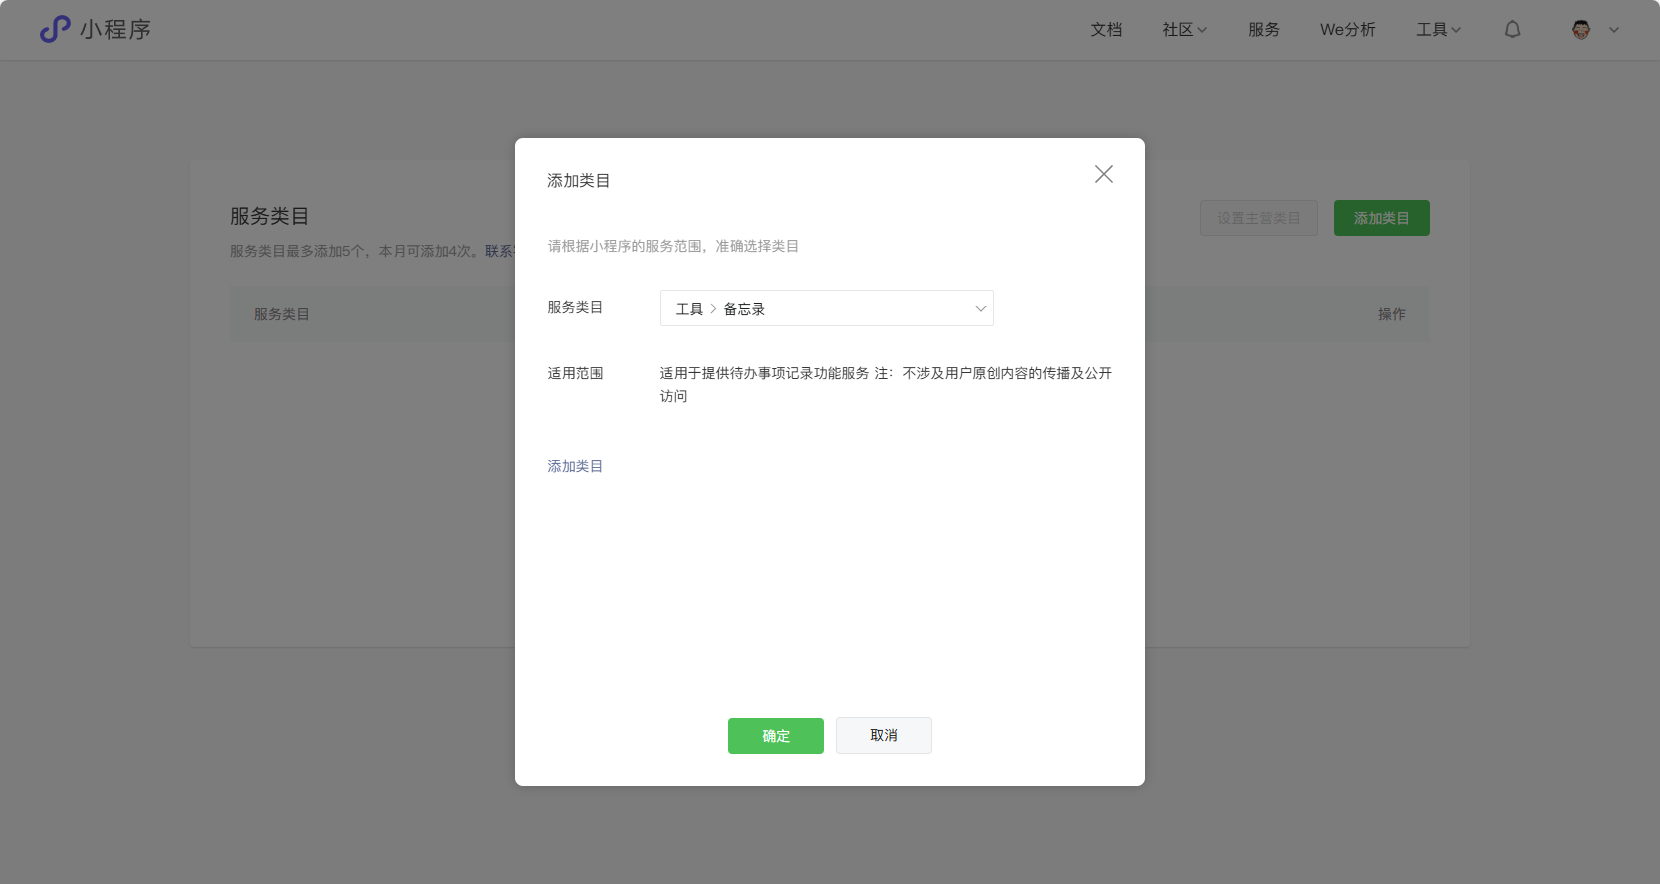 小程序
文档 社区 服务 We分析 工具
服务类目
设置主营类目 添加类目
服务类目最多添加5个，本月可添加4次。联系
服务类目 操作
添加类目
请根据小程序的服务范围，准确选择类目
服务类目 工具 > 备忘录
适用范围 适用于提供待办事项记录功能服务 注：不涉及用户原创内容的传播及公开
访问
添加类目
确定 取消